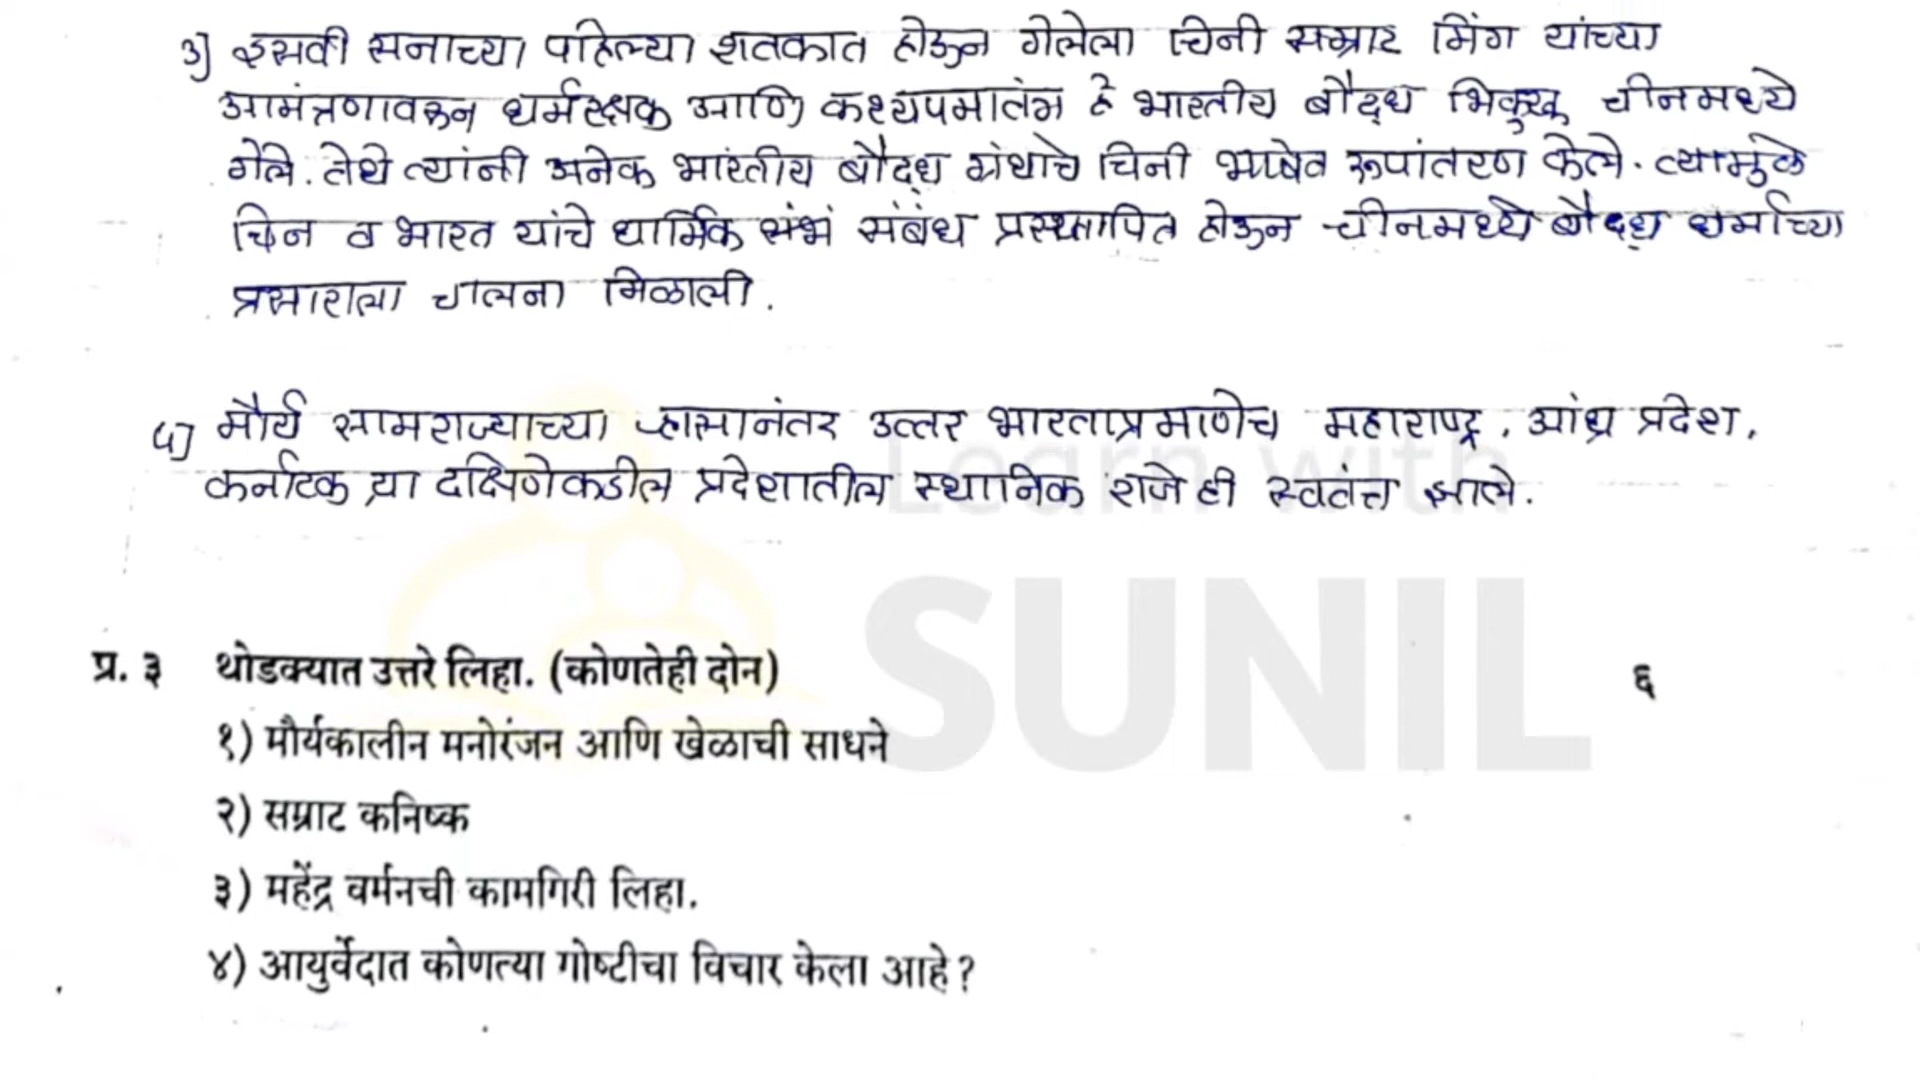 ३) इसवी सनाच्या पहिल्या शतकात होऊन गेलेला चिनी सम्राट मिंग यांच्या
आमंत्रणावरून धर्मरक्षक आणि कश्यपमातंग हे भारतीय बौद्ध भिक्खू चीनमध्ये
गेले. तेथे त्यांनी अनेक भारतीय बौद्ध ग्रंथाचे चिनी भाषेत रूपांतरण केले. त्यामुळे
चिन व भारत यांचे धार्मिक संबंध प्रस्थापित होऊन चीनमध्ये बौद्ध धर्माच्या
प्रसाराला चालना मिळाली.
४) मौर्य सामराज्याच्या ऱ्हासानंतर उत्तर भारताप्रमाणेच महाराष्ट्र, आंध्र प्रदेश,
कर्नाटक या दक्षिणेकडील प्रदेशातील स्थानिक राजेही स्वतंत्र झाले.
Learn with
SUNIL
प्र. ३ थोडक्यात उत्तरे लिहा. (कोणतेही दोन) ६
१) मौर्यकालीन मनोरंजन आणि खेळाची साधने
२) सम्राट कनिष्क
३) महेंद्र वर्मनची कामगिरी लिहा.
४) आयुर्वेदात कोणत्या गोष्टीचा विचार केला आहे?